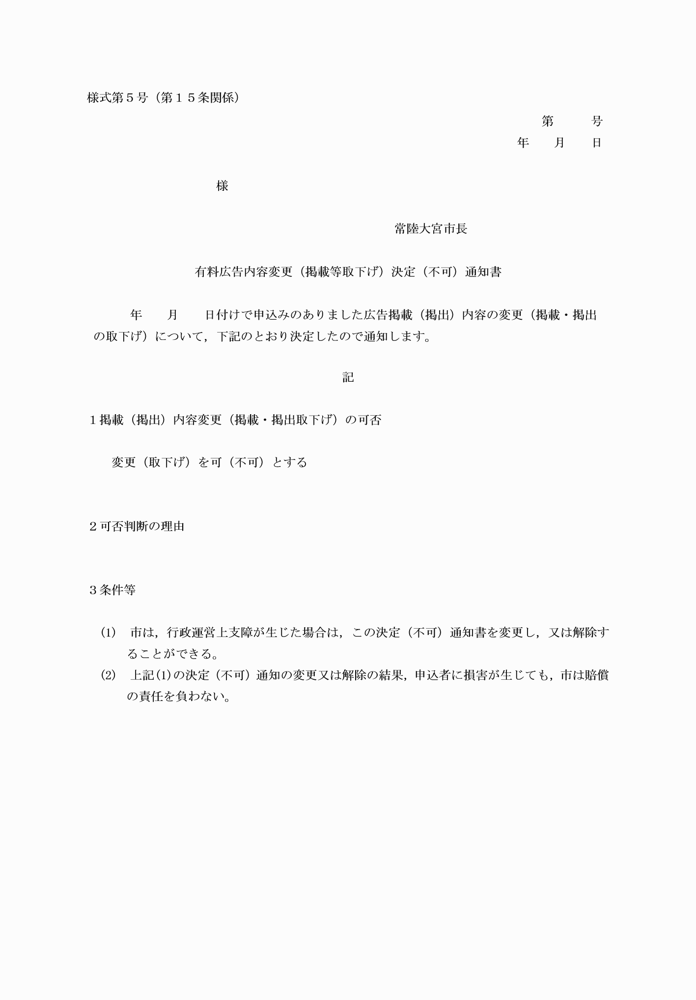 様式第５号（第１５条関係）
第　　　号
年　　月　　日
様
常陸大宮市長
有料広告内容変更（掲載等取下げ）決定（不可）通知書
年　　月　　日付けで申込みのありました広告掲載（掲出）内容の変更（掲載・掲出
の取下げ）について，下記のとおり決定したので通知します。
記
１掲載（掲出）内容変更（掲載・掲出取下げ）の可否
変更（取下げ）を可（不可）とする
２可否判断の理由
３条件等
(1)　市は，行政運営上支障が生じた場合は，この決定（不可）通知書を変更し，又は解除す
ることができる。
(2)　上記(1)の決定（不可）通知の変更又は解除の結果，申込者に損害が生じても，市は賠償
の責任を負わない。